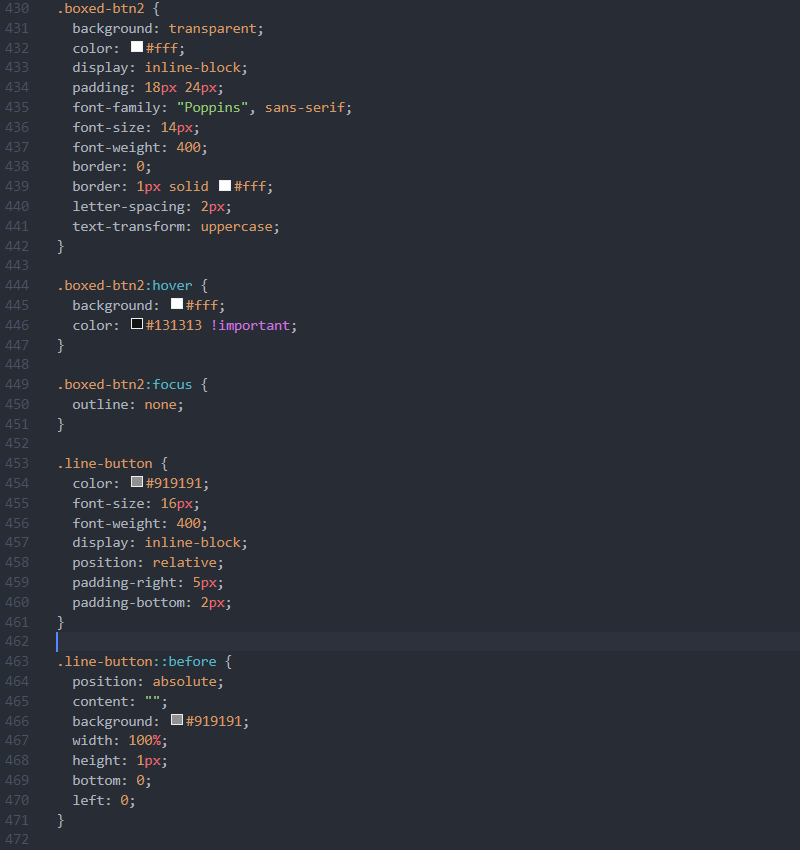 430 .boxed-btn2 {
431   background: transparent;
432   color: #fff;
433   display: inline-block;
434   padding: 18px 24px;
435   font-family: "Poppins", sans-serif;
436   font-size: 14px;
437   font-weight: 400;
438   border: 0;
439   border: 1px solid #fff;
440   letter-spacing: 2px;
441   text-transform: uppercase;
442 }
443
444 .boxed-btn2:hover {
445   background: #fff;
446   color: #131313 !important;
447 }
448
449 .boxed-btn2:focus {
450   outline: none;
451 }
452
453 .line-button {
454   color: #919191;
455   font-size: 16px;
456   font-weight: 400;
457   display: inline-block;
458   position: relative;
459   padding-right: 5px;
460   padding-bottom: 2px;
461 }
462
463 .line-button::before {
464   position: absolute;
465   content: "";
466   background: #919191;
467   width: 100%;
468   height: 1px;
469   bottom: 0;
470   left: 0;
471 }
472